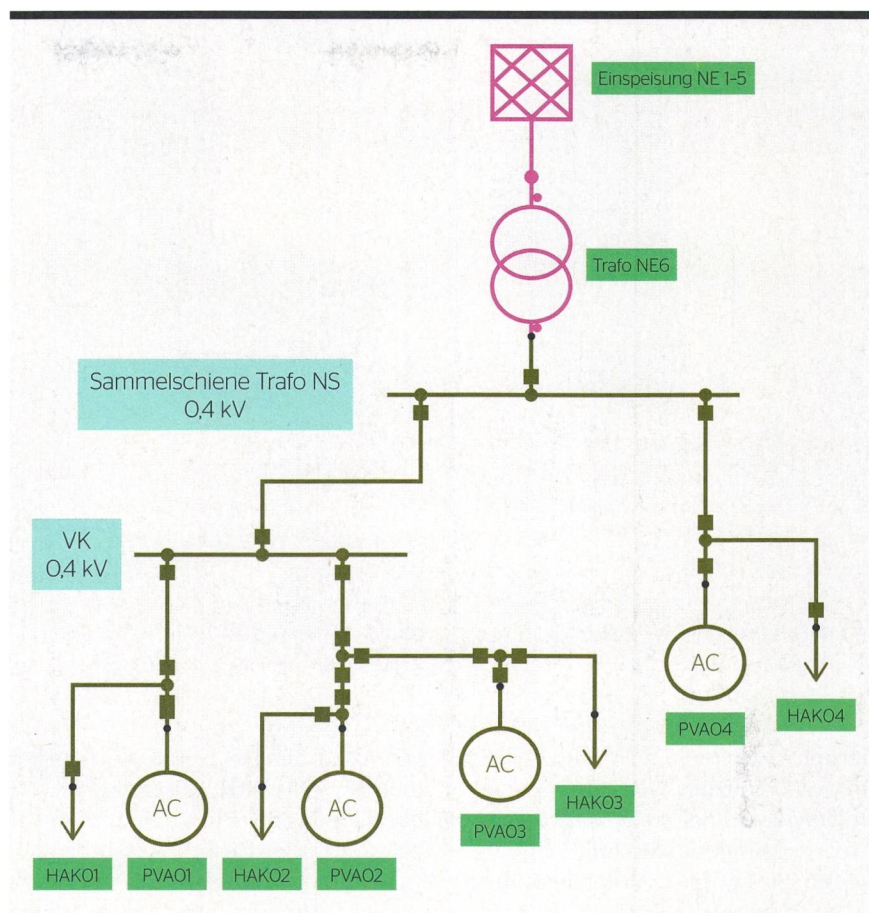 Einspeisung NE 1-5
Trafo NE6
Sammelschiene Trafo NS
0,4 kV
VK
0,4 kV
AC
PVA04
HAK04
AC
HAK03
PVA03
AC
AC
HAK01
PVA01
HAK02
PVA02